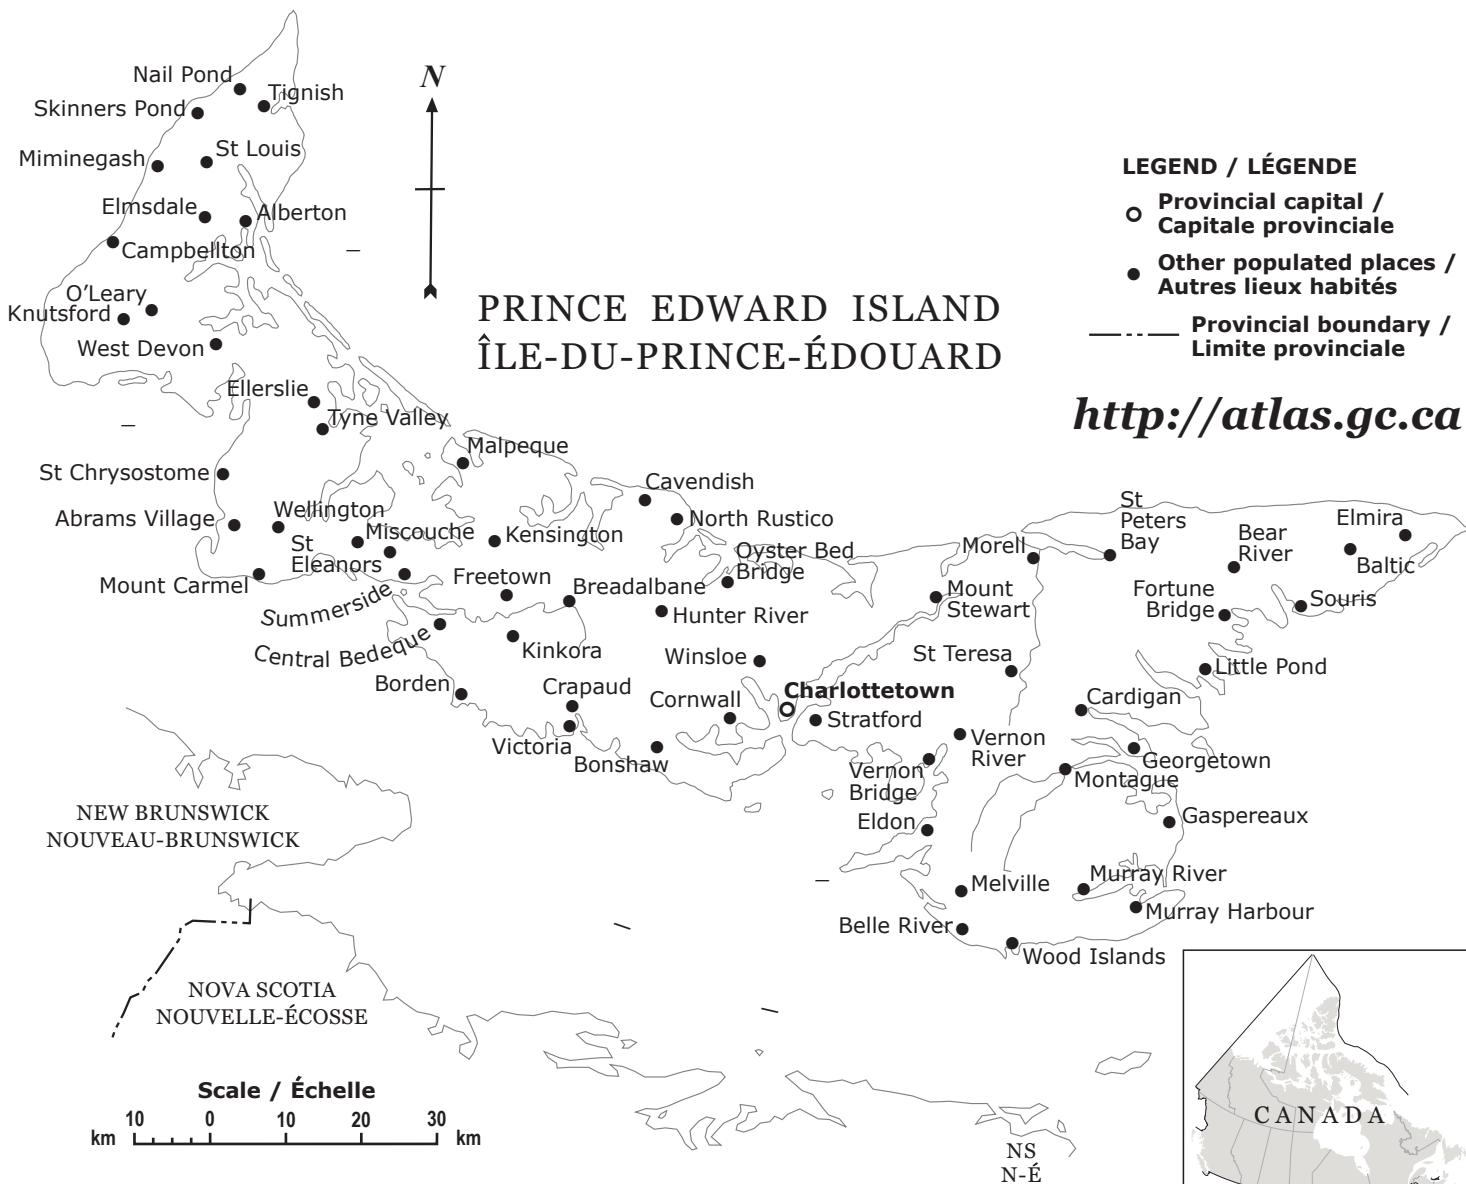 Nail Pond
Tignish
Skinners Pond
St Louis
Miminegash
Elmsdale
Alberton
Campbellton
O'Leary
Knutsford
West Devon
Ellerslie
Tyne Valley
N
PRINCE EDWARD ISLAND
ÎLE-DU-PRINCE-ÉDOUARD
LEGEND / LÉGENDE
Provincial capital /
Capitale provinciale
Other populated places /
Autres lieux habités
Provincial boundary /
Limite provinciale
http://atlas.gc.ca
Malpeque
St Chrysostome
Abrams Village
Wellington
Miscouche
St
Eleanors
Mount Carmel
Summerside
Central Bedeque
Kensington
Freetown
Breadalbane
Kinkora
Borden
Crapaud
Victoria
Bonshaw
Cavendish
North Rustico
Oyster Bed
Bridge
Hunter River
Winsloe
Cornwall
Charlottetown
Stratford
Morell
Mount
Stewart
St Teresa
St
Peters
Bay
Bear
River
Elmira
Baltic
Fortune
Bridge
Souris
Little Pond
Cardigan
Georgetown
Montague
Vernon
River
Vernon
Bridge
Eldon
Gaspereaux
Melville
Murray River
Murray Harbour
Belle River
Wood Islands
NEW BRUNSWICK
NOUVEAU-BRUNSWICK
NOVA SCOTIA
NOUVELLE-ÉCOSSE
Scale / Échelle
10 0 10 20 30
km km
NS
N-É
CANADA